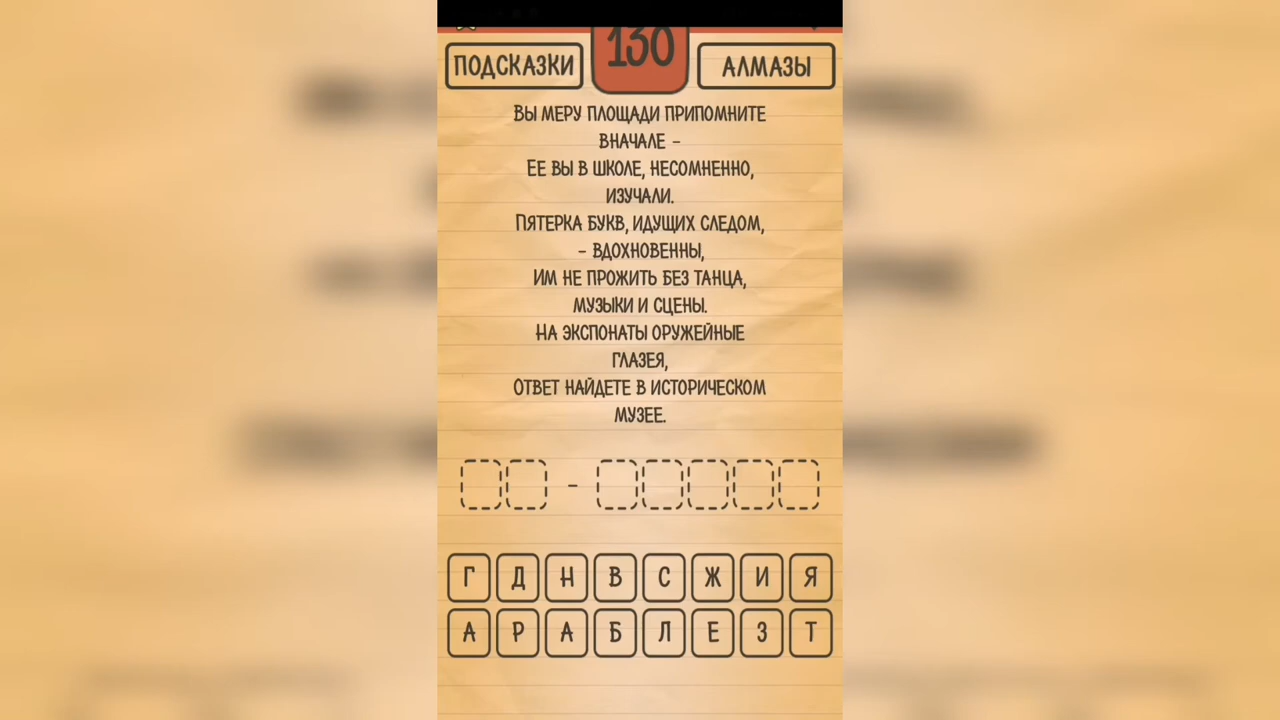 130
ПОДСКАЗКИ
АЛМАЗЫ
ВЫ МЕРУ ПЛОЩАДИ ПРИПОМНИТЕ
ВНАЧАЛЕ –
ЕЕ ВЫ В ШКОЛЕ, НЕСОМНЕННО,
ИЗУЧАЛИ.
ПЯТЕРКА БУКВ, ИДУЩИХ СЛЕДОМ,
– ВДОХНОВЕННЫ,
ИМ НЕ ПРОЖИТЬ БЕЗ ТАНЦА,
МУЗЫКИ И СЦЕНЫ.
НА ЭКСПОНАТЫ ОРУЖЕЙНЫЕ
ГЛАЗЕЯ,
ОТВЕТ НАЙДЕТЕ В ИСТОРИЧЕСКОМ
МУЗЕЕ.
–
Г Д Н В С Ж И Я
А Р А Б Л Е З Т